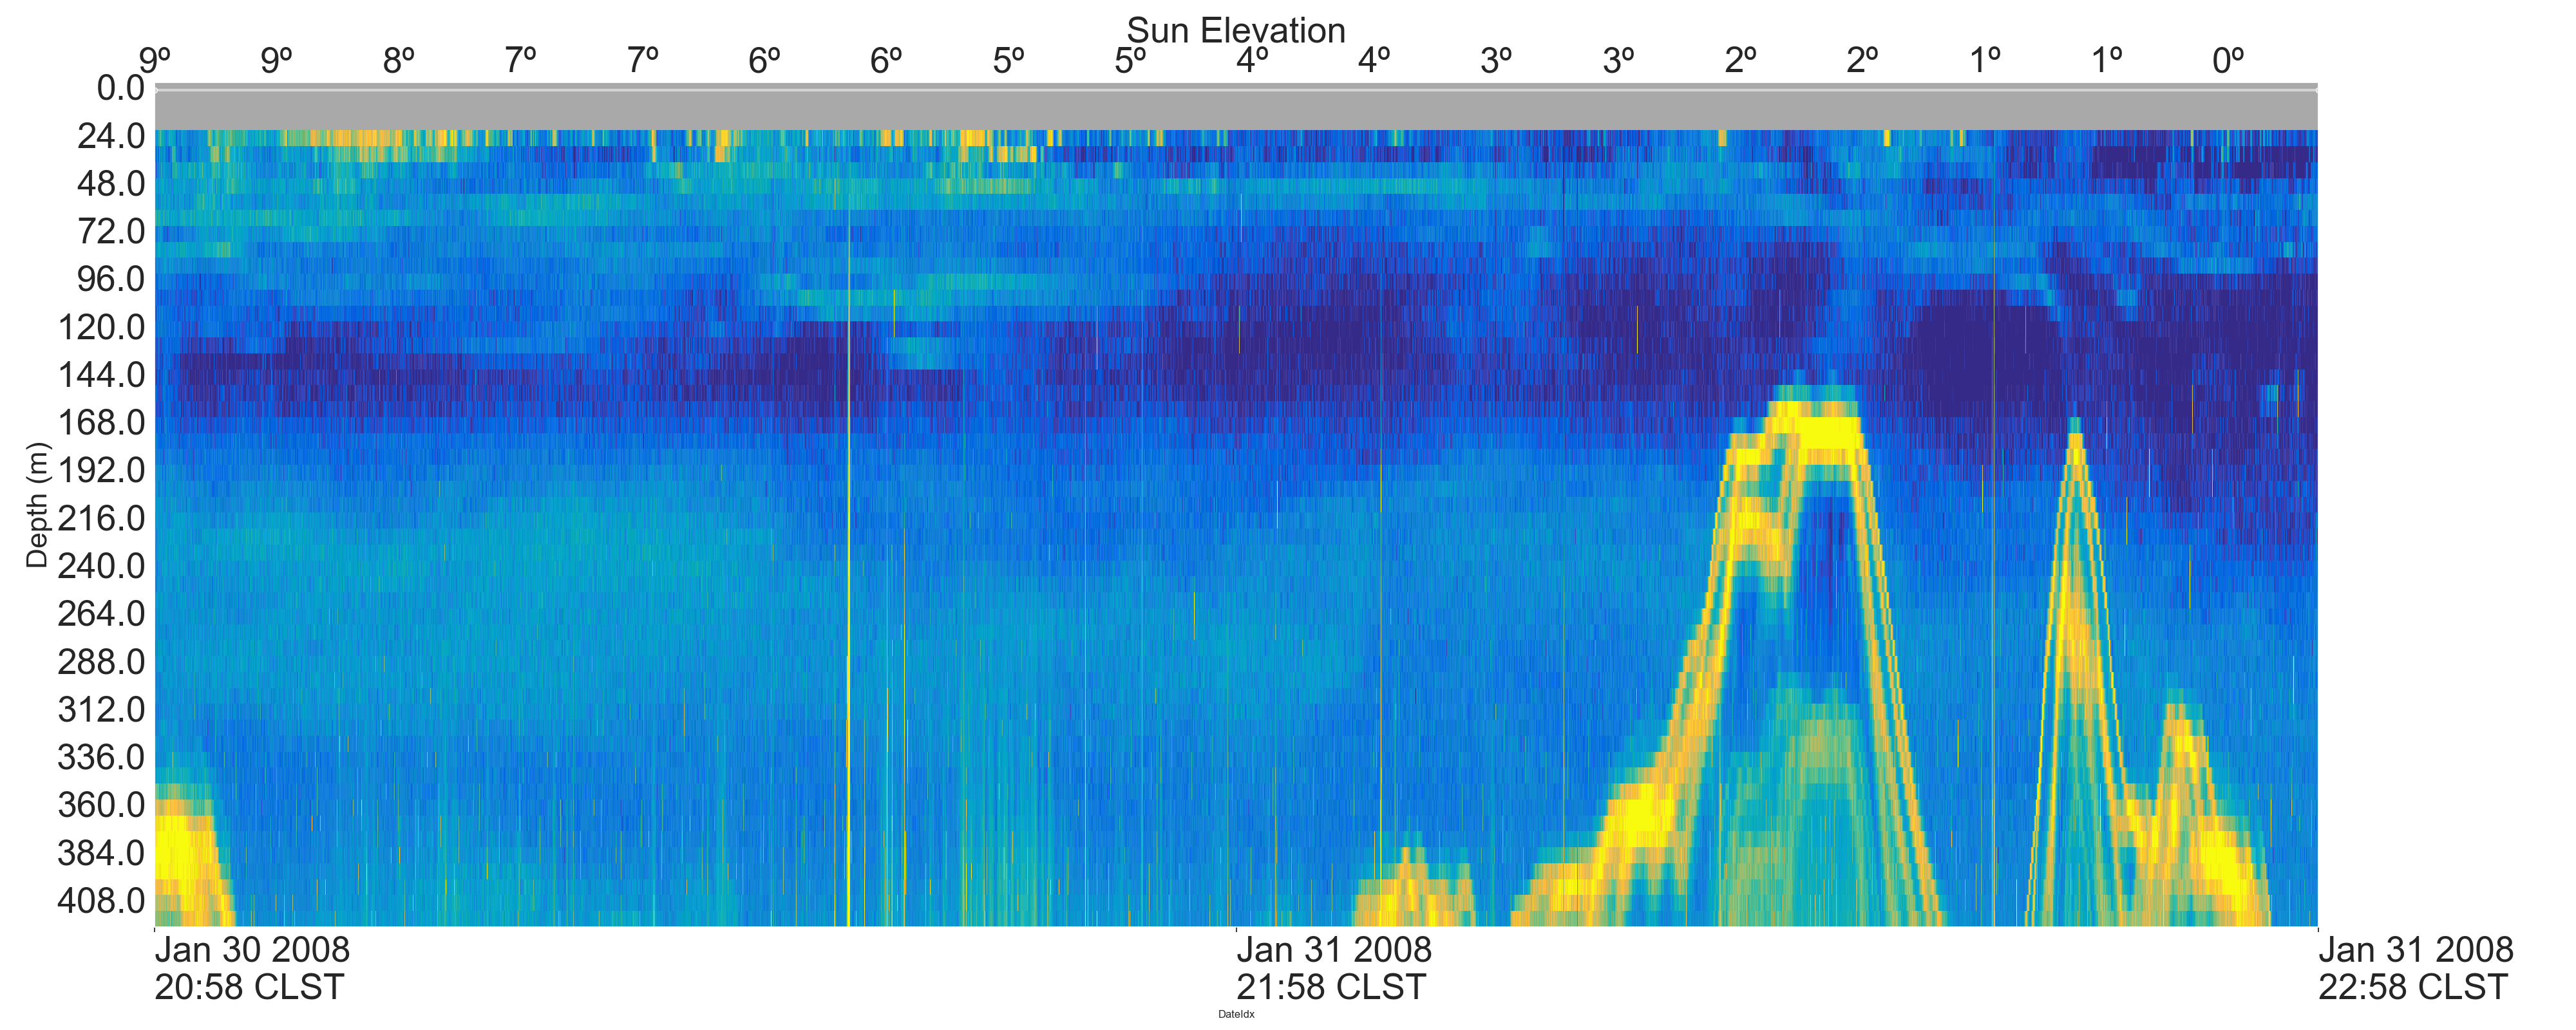 Sun Elevation
9º 9º 8º 7º 7º 6º 6º 5º 5º 4º 4º 3º 3º 2º 2º 1º 1º 0º
0.0
24.0
48.0
72.0
96.0
120.0
144.0
168.0
192.0
216.0
240.0
264.0
288.0
312.0
336.0
360.0
384.0
408.0
Depth (m)
Jan 30 2008
20:58 CLST
Jan 31 2008
21:58 CLST
Jan 31 2008
22:58 CLST
DateIdx